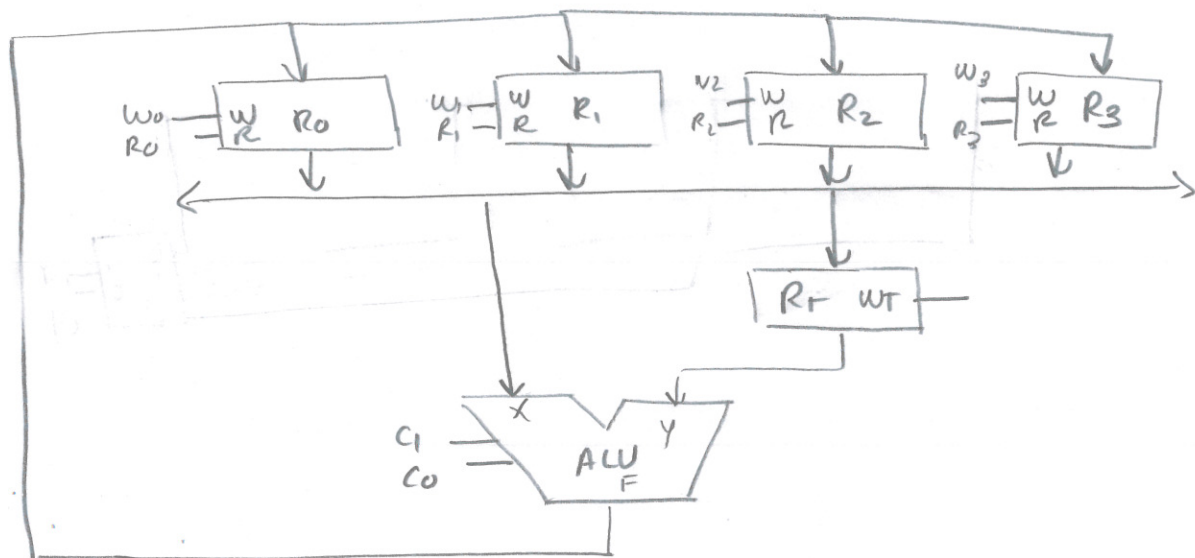 W0 W R0
R0 R
W1 W R1
R1 R
W2 W R2
R2 R
W3 W R3
R3 R
RT WT
X Y
C1
C0
ALU
F